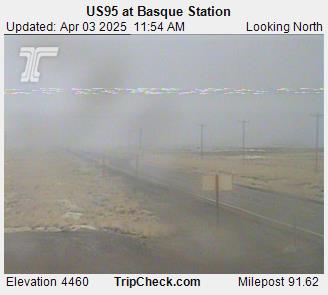 US95 at Basque Station
Updated: Apr 03 2025 11:54 AM Looking North
Elevation 4460 TripCheck.com Milepost 91.62